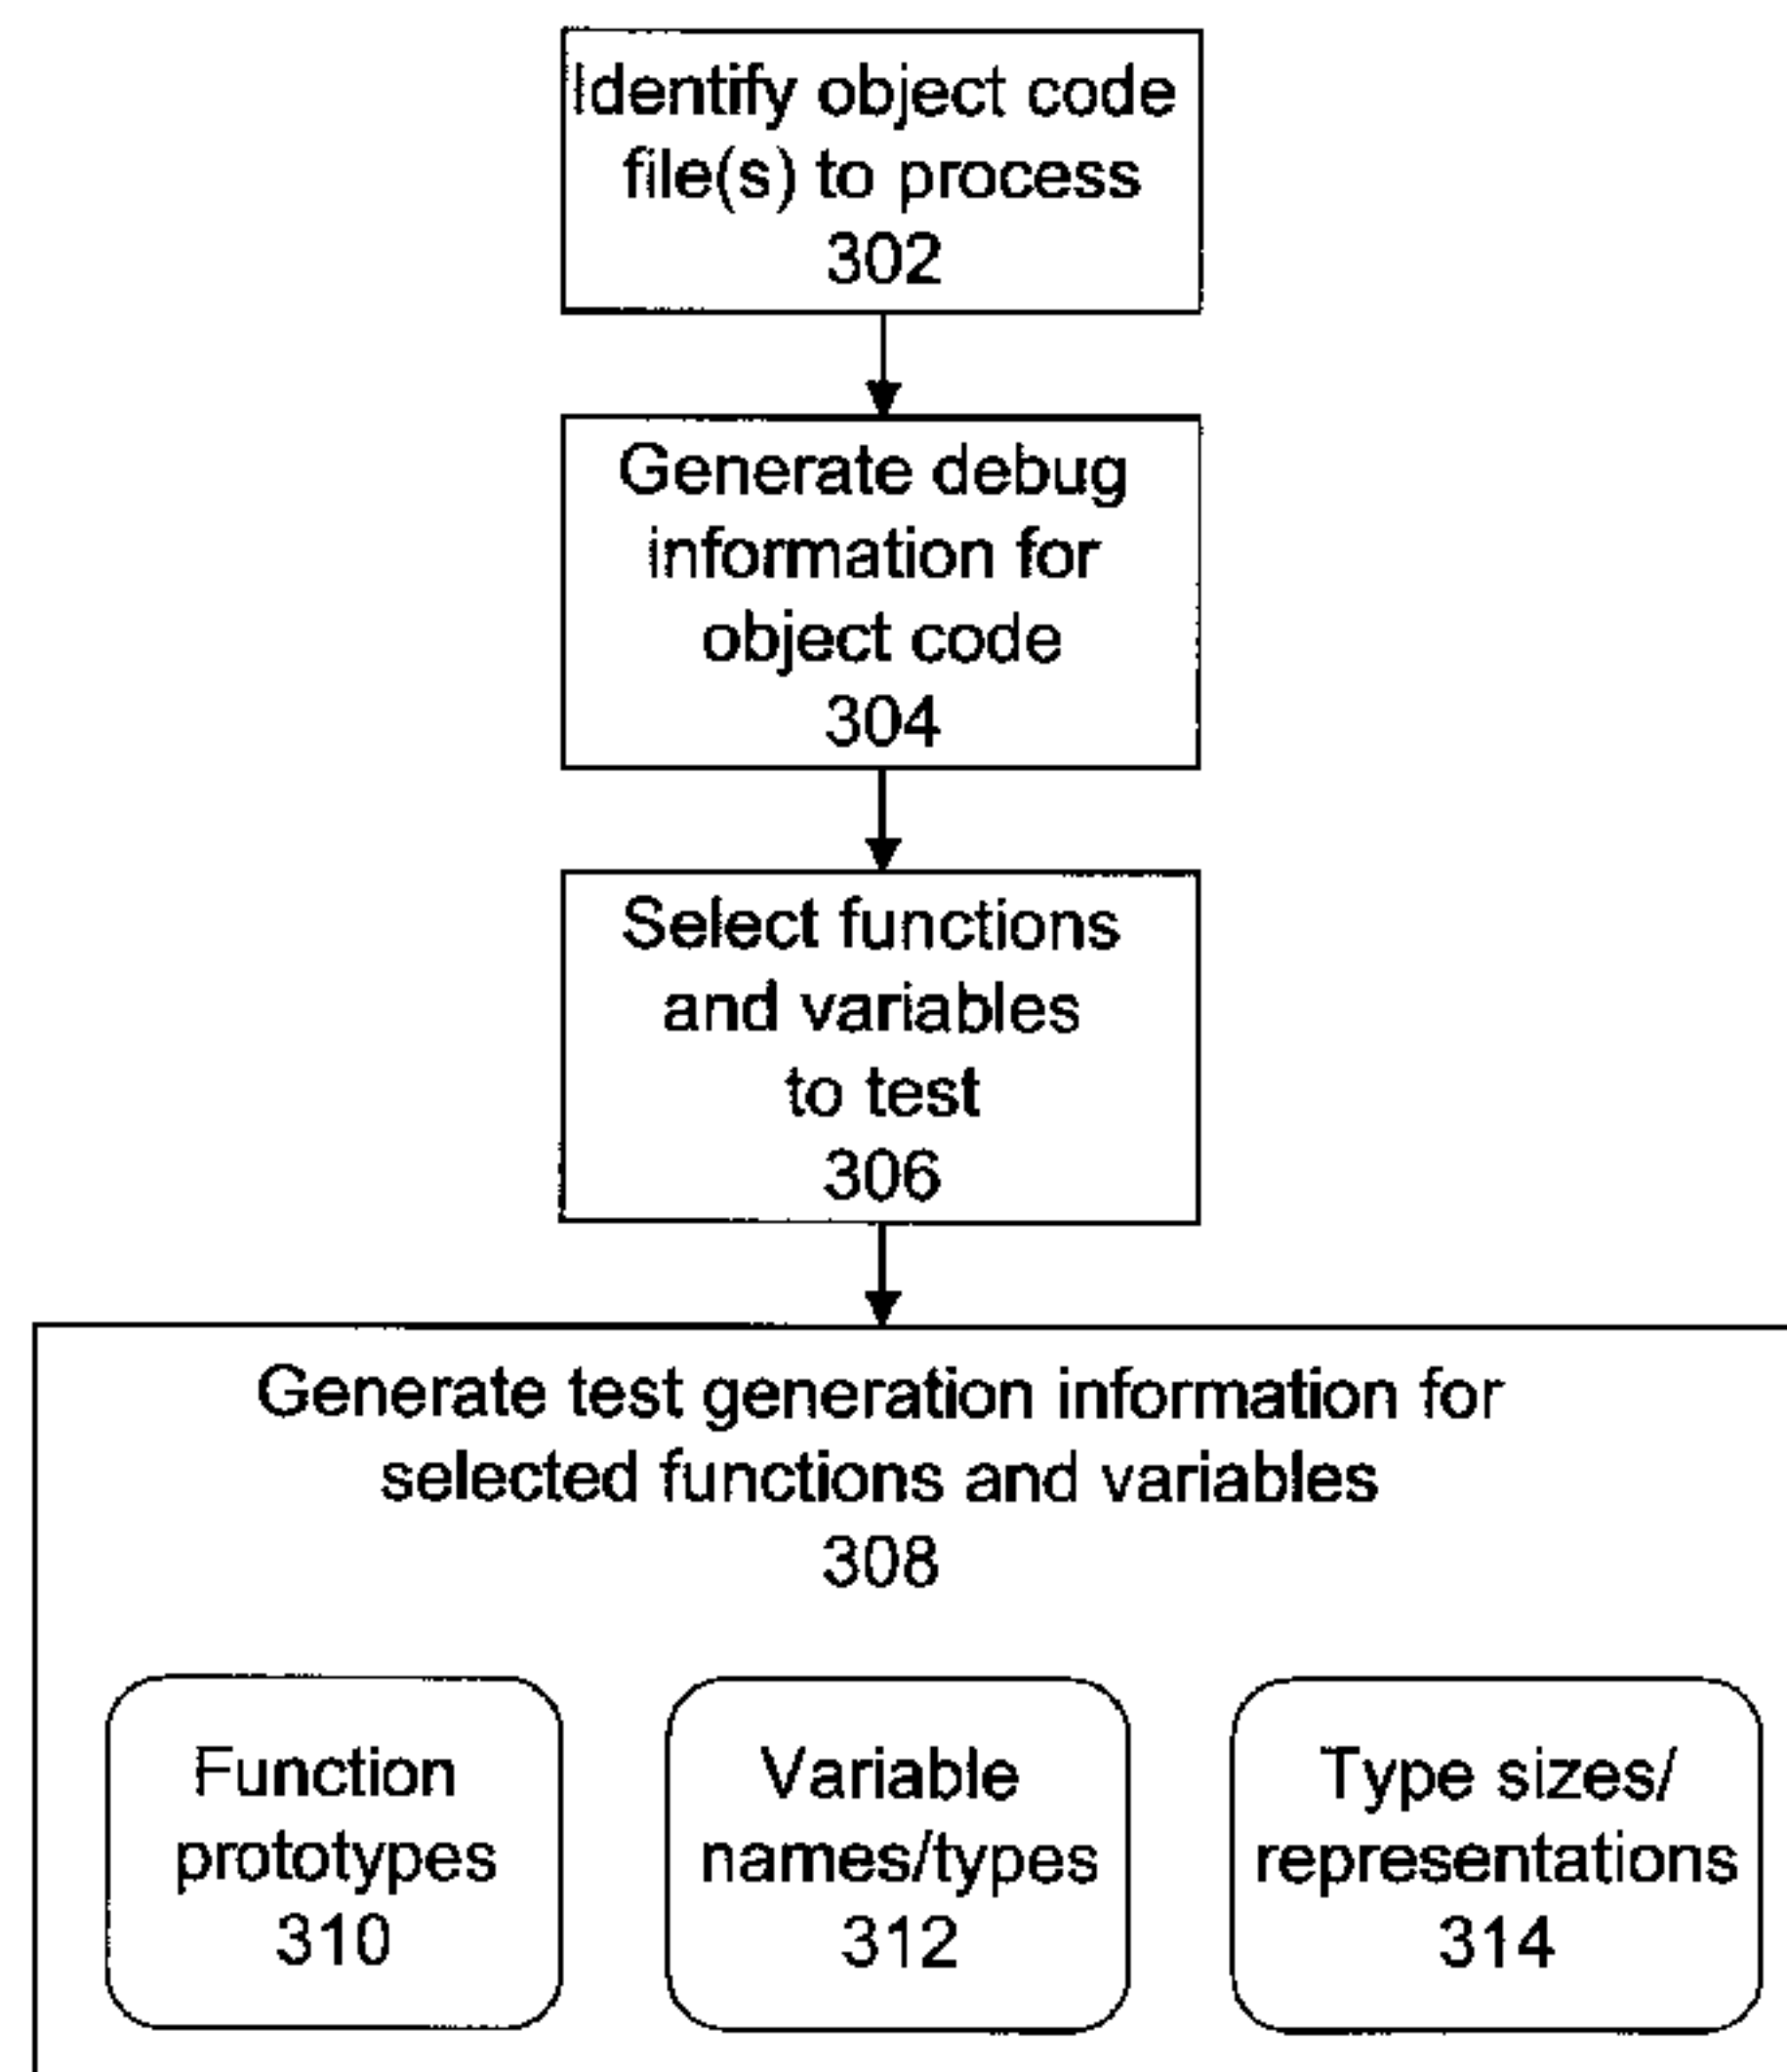 Identify object code
file(s) to process
302
Generate debug
information for
object code
304
Select functions
and variables
to test
306
Generate test generation information for
selected functions and variables
308
Function
prototypes
310
Variable
names/types
312
Type sizes/
representations
314